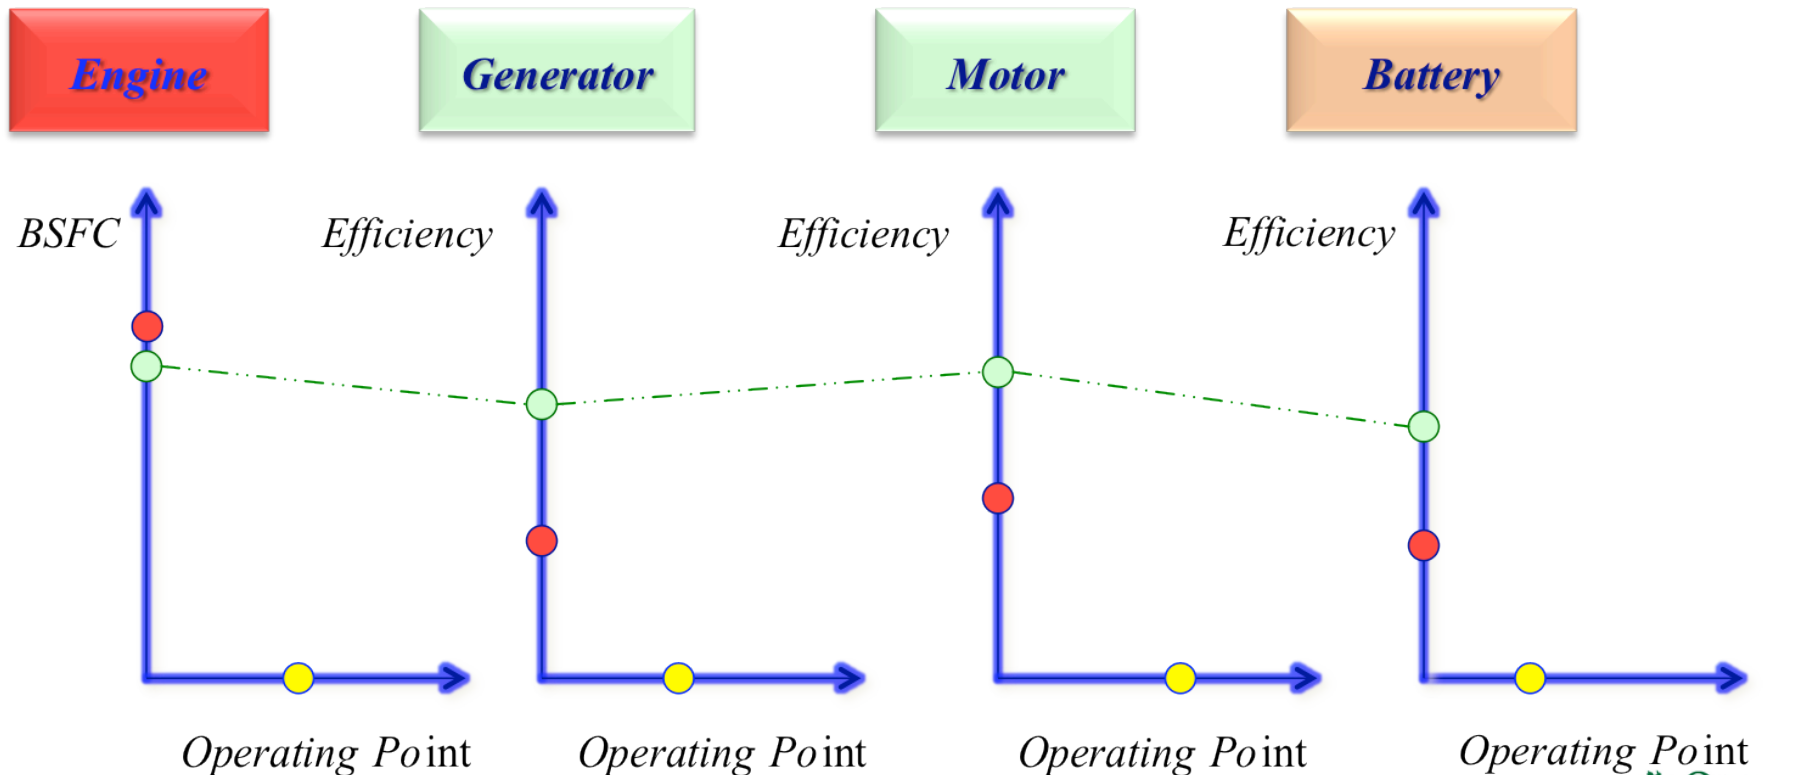 Engine
Generator
Motor
Battery
BSFC
Efficiency
Efficiency
Efficiency
Operating Point
Operating Point
Operating Point
Operating Point